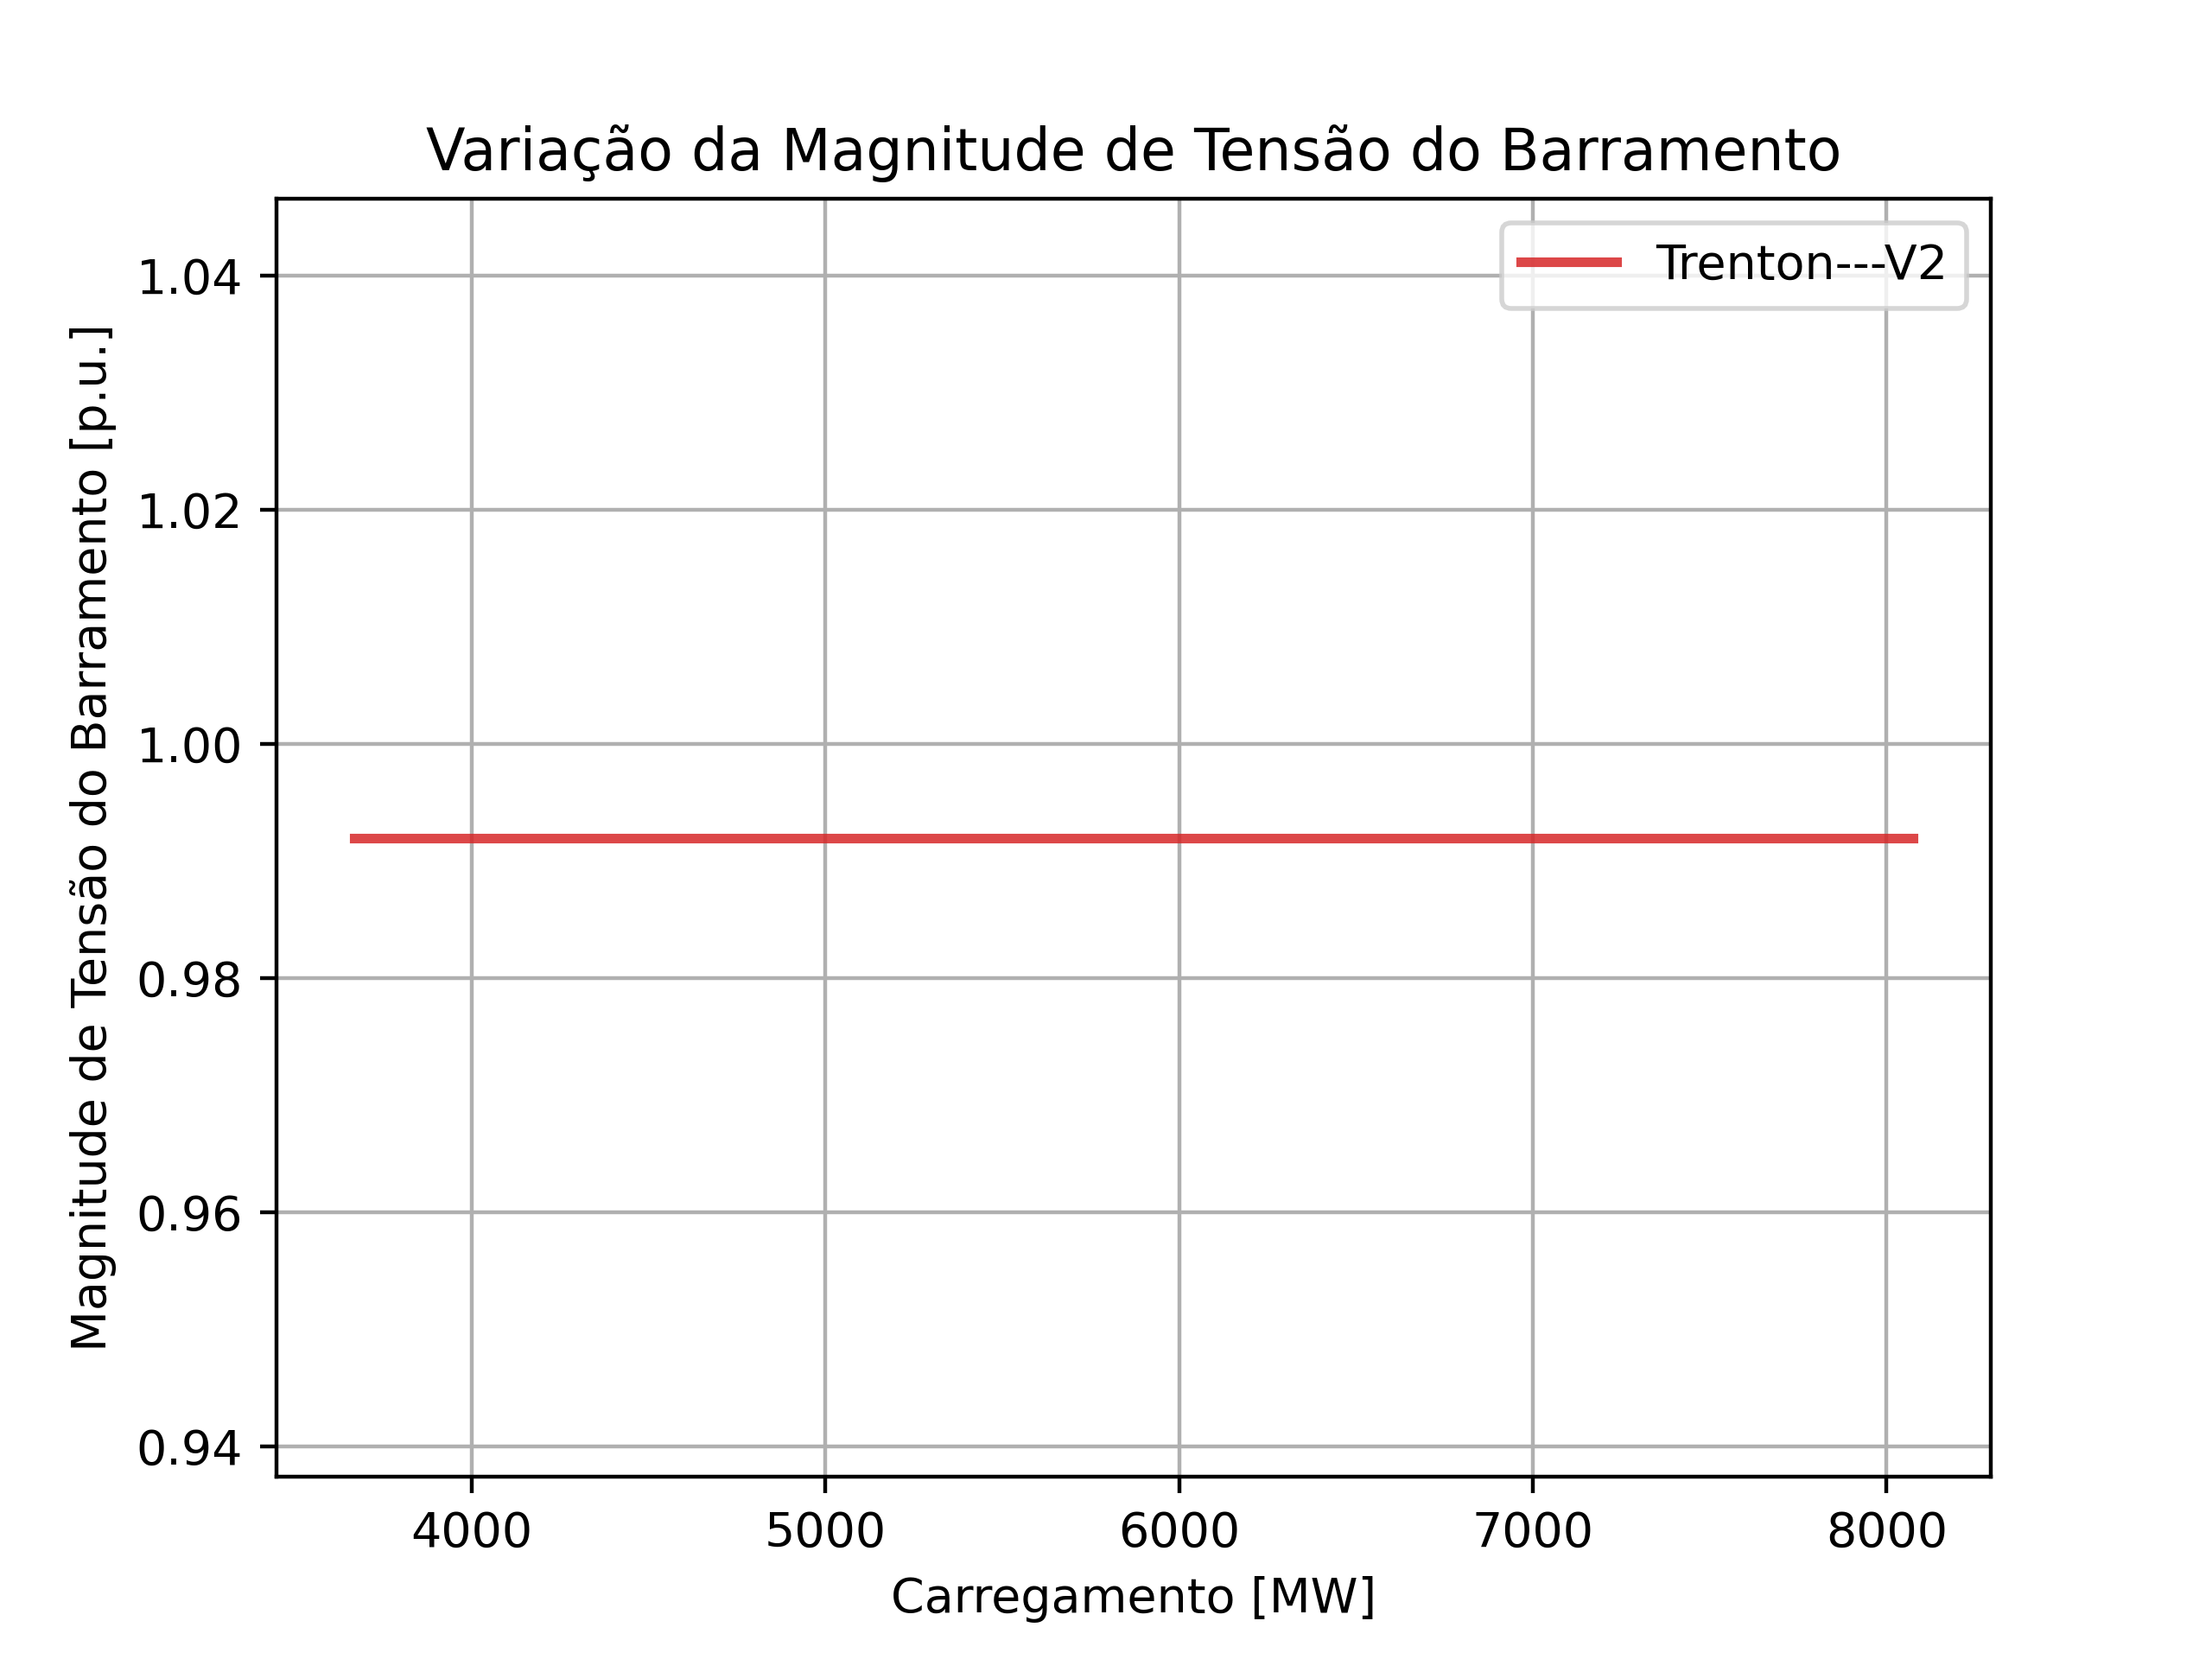 Variação da Magnitude de Tensão do Barramento
Trenton---V2
Magnitude de Tensão do Barramento [p.u.]
1.04
1.02
1.00
0.98
0.96
0.94
4000 5000 6000 7000 8000
Carregamento [MW]